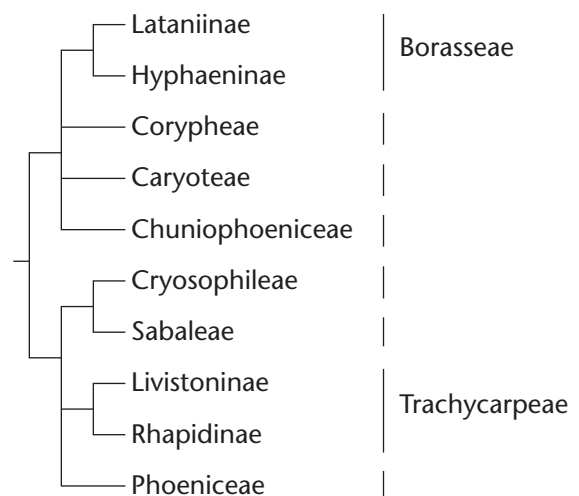 Lataniinae
Hyphaeninae
Borasseae
Corypheae
Caryoteae
Chuniophoeniceae
Cryosophileae
Sabaleae
Livistoninae
Rhapidinae
Trachycarpeae
Phoeniceae